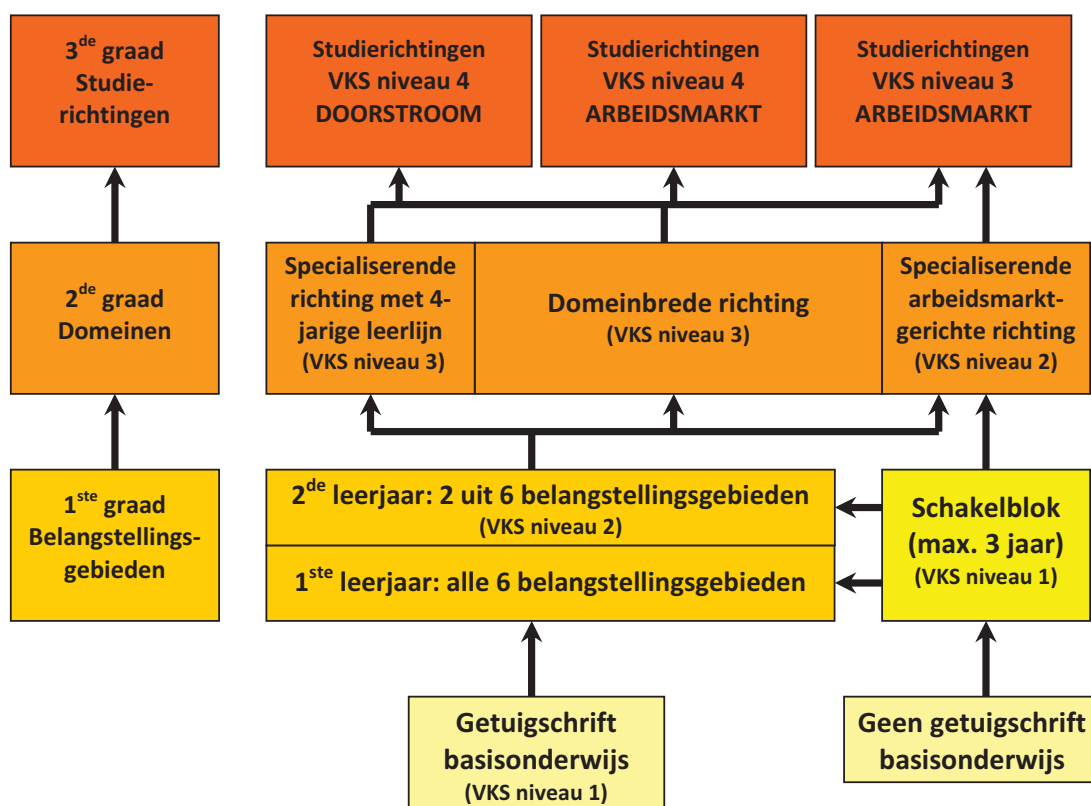 3de graad
Studie-
richtingen
Studierichtingen
VKS niveau 4
DOORSTROOM
Studierichtingen
VKS niveau 4
ARBEIDSMARKT
Studierichtingen
VKS niveau 3
ARBEIDSMARKT
2de graad
Domeinen
Specialiserende
richting met 4-
jarige leerlijn
(VKS niveau 3)
Domeinbrede richting
(VKS niveau 3)
Specialiserende
arbeidsmarkt-
gerichte richting
(VKS niveau 2)
1ste graad
Belangstellings-
gebieden
2de leerjaar: 2 uit 6 belangstellingsgebieden
(VKS niveau 2)
1ste leerjaar: alle 6 belangstellingsgebieden
Schakelblok
(max. 3 jaar)
(VKS niveau 1)
Getuigschrift
basisonderwijs
(VKS niveau 1)
Geen getuigschrift
basisonderwijs